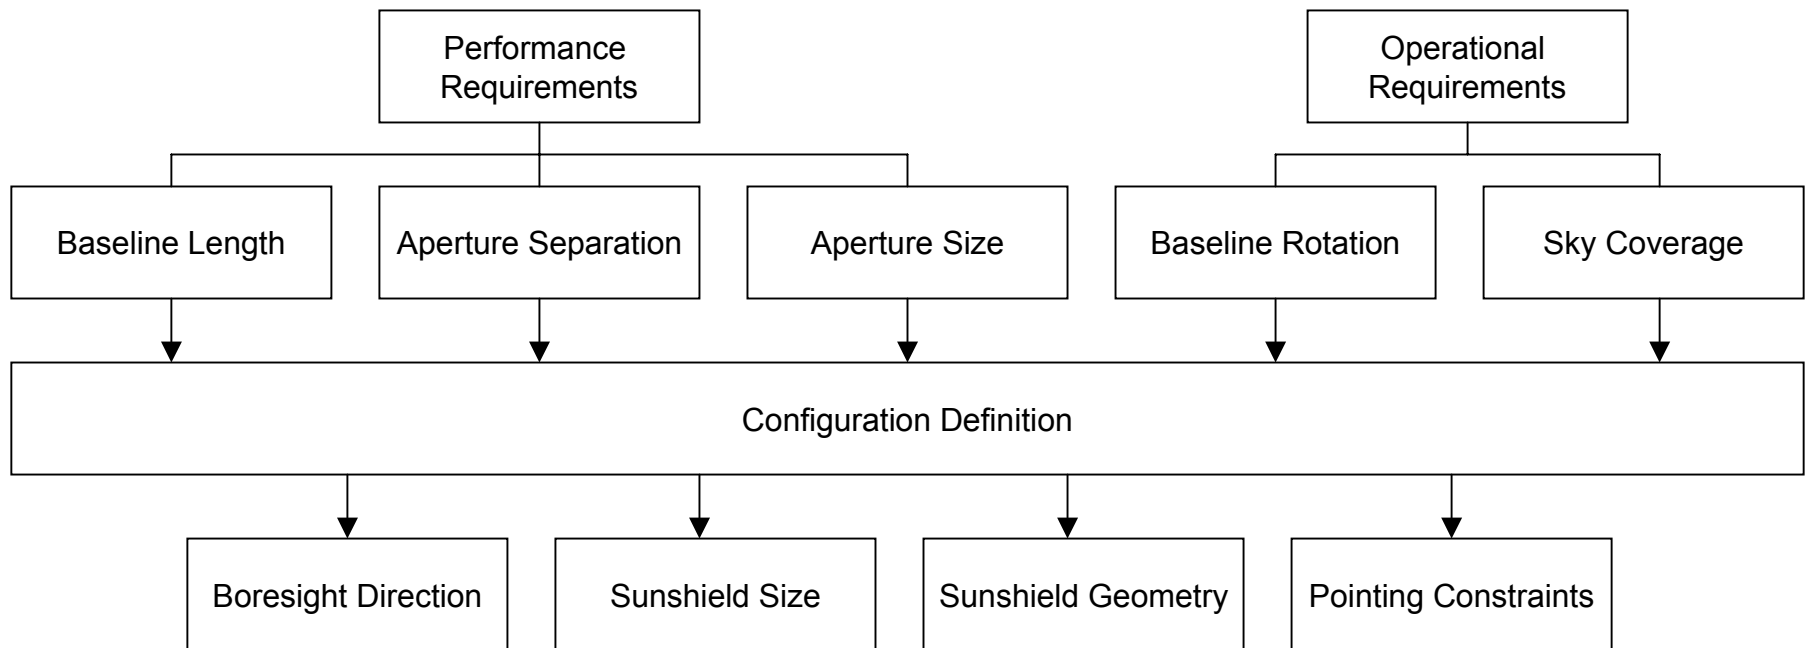 Performance
Requirements
Operational
Requirements
Baseline Length
Aperture Separation
Aperture Size
Baseline Rotation
Sky Coverage
Configuration Definition
Boresight Direction
Sunshield Size
Sunshield Geometry
Pointing Constraints